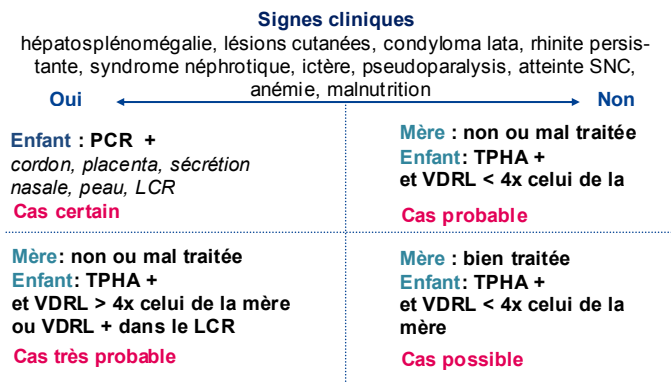 Signes cliniques
hépatosplénomégalie, lésions cutanées, condyloma lata, rhinite persis-
tante, syndrome néphrotique, ictère, pseudoparalysis, atteinte SNC,
anémie, malnutrition
Oui
Non
Enfant : PCR +
cordon, placenta, sécrétion
nasale, peau, LCR
Cas certain
Mère : non ou mal traitée
Enfant: TPHA +
et VDRL < 4x celui de la
Cas probable
Mère: non ou mal traitée
Enfant: TPHA +
et VDRL > 4x celui de la mère
ou VDRL + dans le LCR
Cas très probable
Mère : bien traitée
Enfant: TPHA +
et VDRL < 4x celui de la
mère
Cas possible